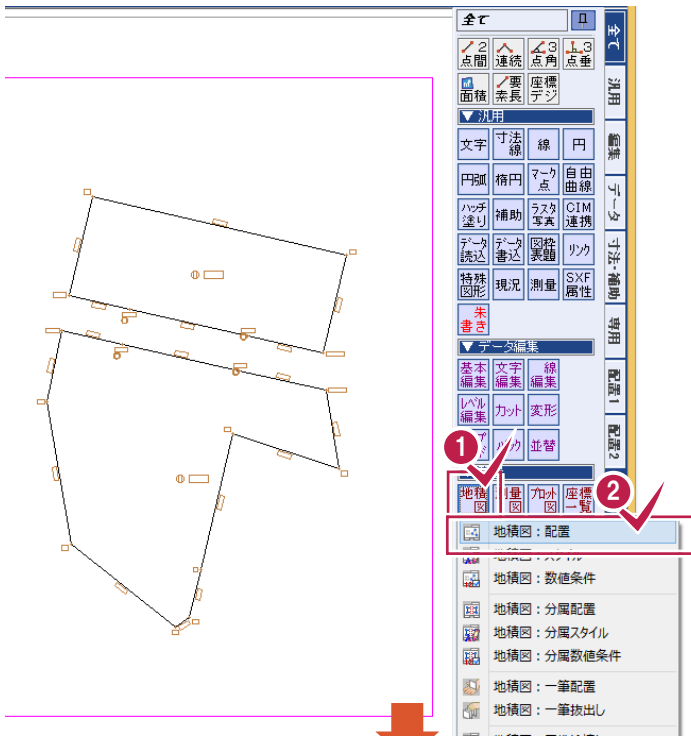 全て
2点間 連続 3点角 3点垂
面積 要素長 座標デジ
▼ 汎用
文字 寸法線 線 円
円弧 楕円 マーク点 自由曲線
ハッチ塗り 補助 ラスタ写真 CIM連携
データ読込 データ書込 図枠表題 リンク
特殊図形 現況 測量 SXF属性
朱書き
▼ データ編集
基本編集 文字編集 線編集
レベル編集 カット 変形
並替
地積図 測量図 プロット図 座標一覧
全て
汎用
編集
データ
寸法・補助
専用
配置1
配置2
1
2
地積図:配置
地積図:数値条件
地積図:分属配置
地積図:分属スタイル
地積図:分属数値条件
地積図:一筆配置
地積図:一筆抜出し